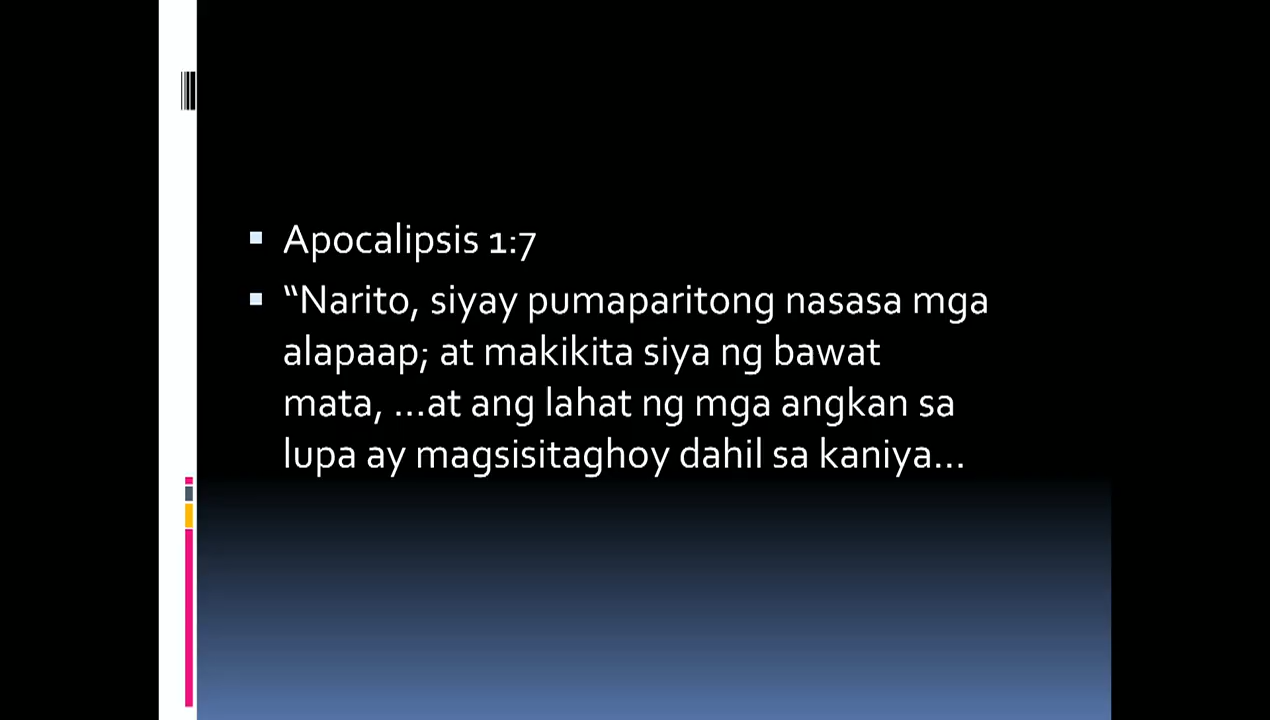 Apocalipsis 1:7
“Narito, siyay pumaparitong nasasa mga
alapaap; at makikita siya ng bawat
mata, ...at ang lahat ng mga angkan sa
lupa ay magsisitaghoy dahil sa kaniya...